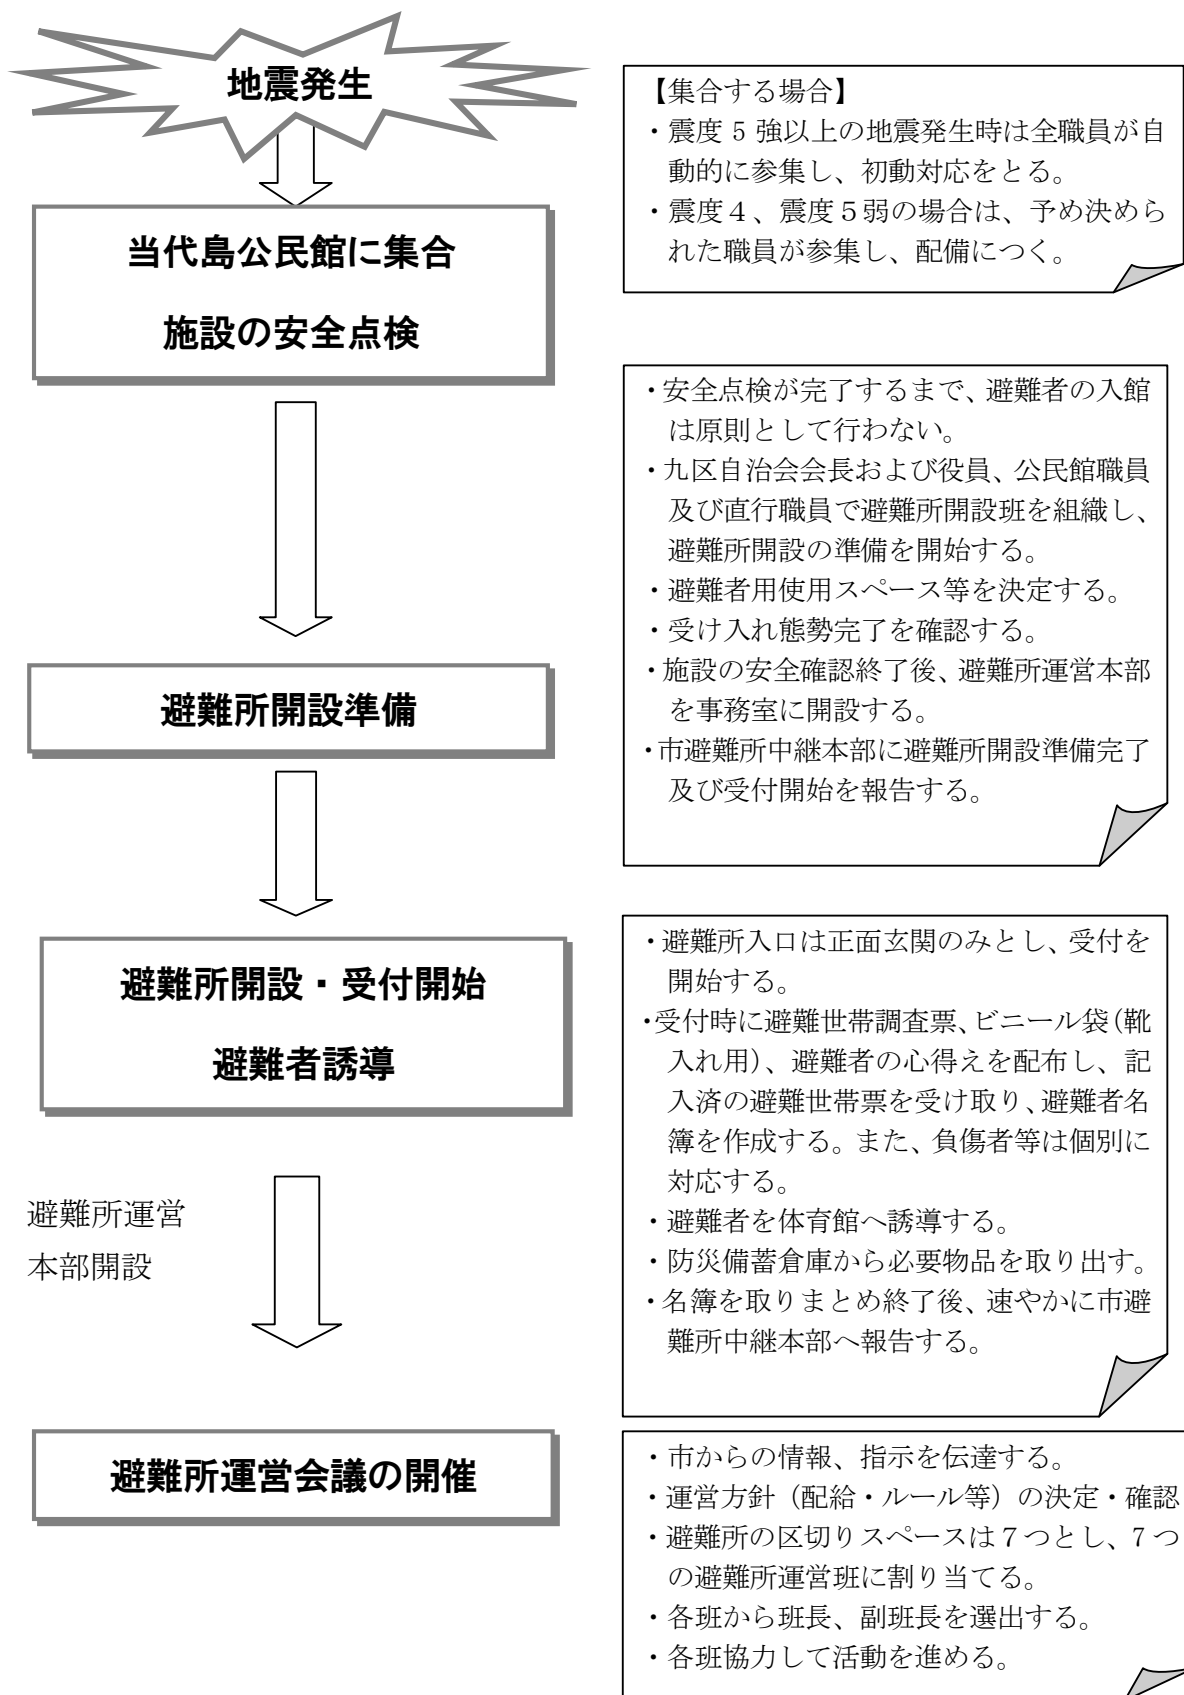 地震発生
【集合する場合】
・震度 5 強以上の地震発生時は全職員が自
動的に参集し、初動対応をとる。
・震度４、震度５弱の場合は、予め決めら
れた職員が参集し、配備につく。
当代島公民館に集合
施設の安全点検
・安全点検が完了するまで、避難者の入館
は原則として行わない。
・九区自治会会長および役員、公民館職員
及び直行職員で避難所開設班を組織し、
避難所開設の準備を開始する。
・避難者用使用スペース等を決定する。
・受け入れ態勢完了を確認する。
・施設の安全確認終了後、避難所運営本部
を事務室に開設する。
・市避難所中継本部に避難所開設準備完了
及び受付開始を報告する。
避難所開設準備
避難所開設・受付開始
避難者誘導
・避難所入口は正面玄関のみとし、受付を
開始する。
・受付時に避難世帯調査票、ビニール袋（靴
入れ用）、避難者の心得えを配布し、記
入済の避難世帯票を受け取り、避難者名
簿を作成する。また、負傷者等は個別に
対応する。
・避難者を体育館へ誘導する。
・防災備蓄倉庫から必要物品を取り出す。
・名簿を取りまとめ終了後、速やかに市避
難所中継本部へ報告する。
避難所運営
本部開設
避難所運営会議の開催
・市からの情報、指示を伝達する。
・運営方針（配給・ルール等）の決定・確認
・避難所の区切りスペースは７つとし、７つ
の避難所運営班に割り当てる。
・各班から班長、副班長を選出する。
・各班協力して活動を進める。